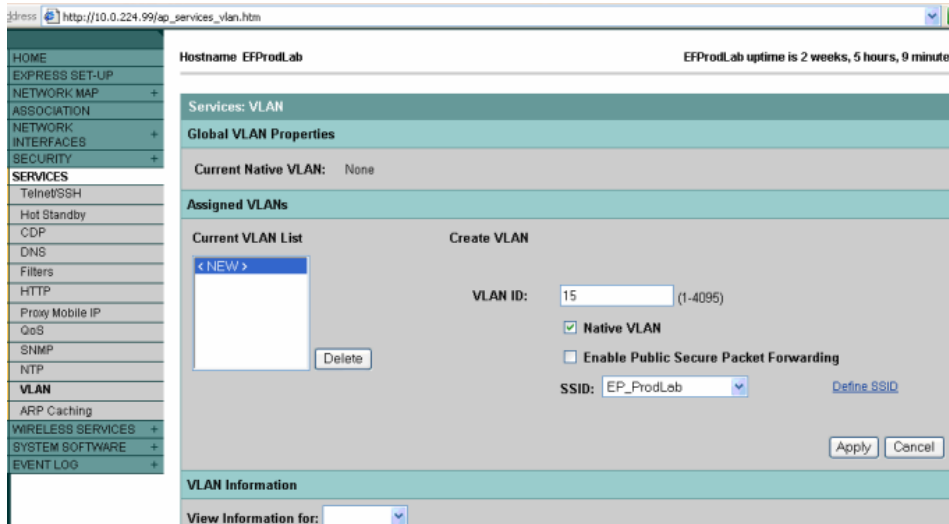 ddress http://10.0.224.99/ap_services_vlan.htm
HOME
EXPRESS SET-UP
NETWORK MAP +
ASSOCIATION
NETWORK INTERFACES +
SECURITY +
SERVICES
Telnet/SSH
Hot Standby
CDP
DNS
Filters
HTTP
Proxy Mobile IP
QoS
SNMP
NTP
VLAN
ARP Caching
WIRELESS SERVICES +
SYSTEM SOFTWARE +
EVENT LOG +
Hostname EFProdLab
EFProdLab uptime is 2 weeks, 5 hours, 9 minute
Services: VLAN
Global VLAN Properties
Current Native VLAN: None
Assigned VLANs
Current VLAN List
Create VLAN
< NEW >
Delete
VLAN ID: 15 (1-4095)
Native VLAN
Enable Public Secure Packet Forwarding
SSID: EP_ProdLab Define SSID
Apply Cancel
VLAN Information
View Information for: